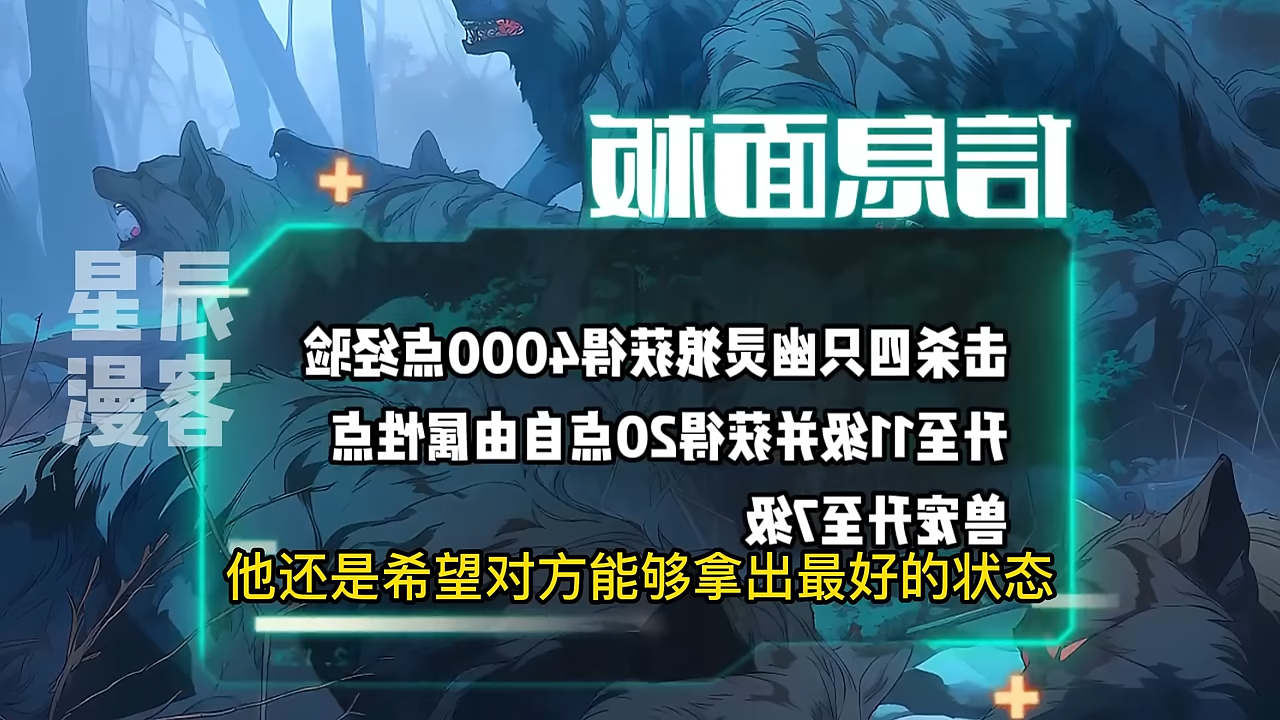 信息面板
星辰
漫客
击杀四只幽灵狼获得4000点经验
升至11级并获得20点自由属性点
兽宠升至7级
他还是希望对方能够拿出最好的状态